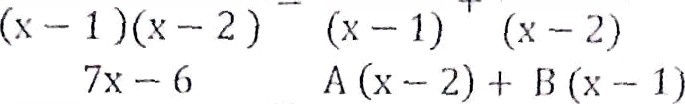 (x – 1)(x – 2) = (x – 1) + (x – 2)
7x – 6 A (x – 2) + B (x – 1)